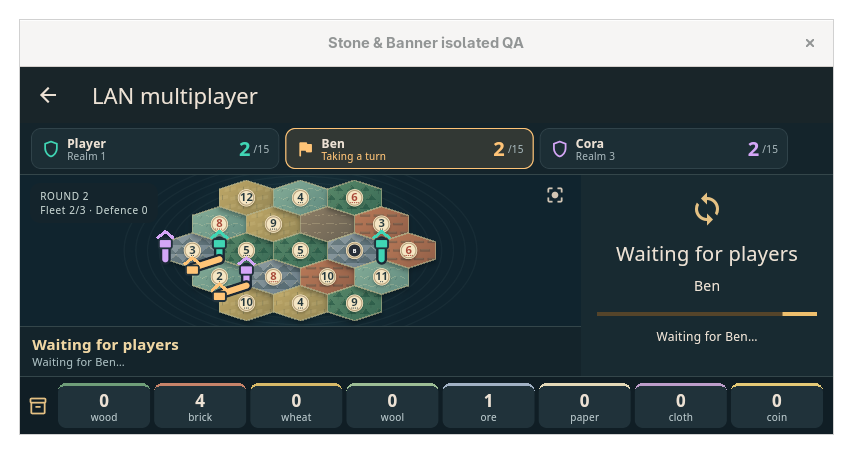 Stone & Banner isolated QA
LAN multiplayer
Player
Realm 1
2 /15
Ben
Taking a turn
2 /15
Cora
Realm 3
2 /15
ROUND 2
Fleet 2/3 · Defence 0
12 4 6
8 9 3
3 5 5 8 6
2 8 10 11
10 4 9
Waiting for players
Ben
Waiting for Ben...
Waiting for players
Waiting for Ben...
0 4 0 0 1 0 0 0
wood brick wheat wool ore paper cloth coin